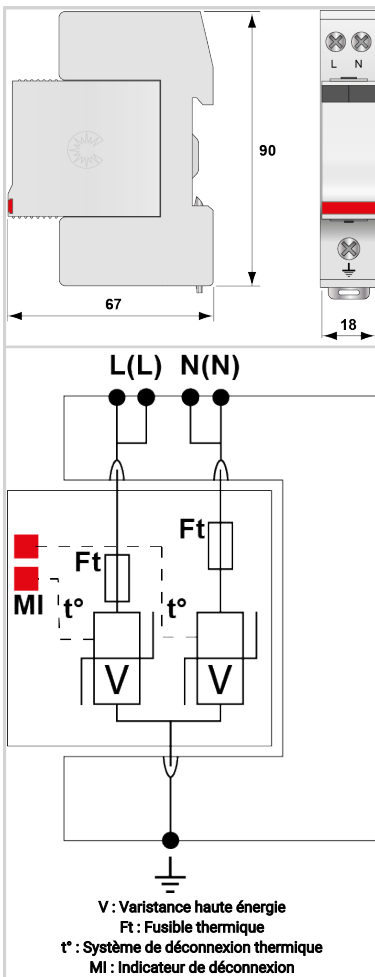 L N
90
67
18
L(L) N(N)
Ft
Ft
MI t° t°
V V
V : Varistance haute énergie
Ft : Fusible thermique
t° : Système de déconnexion thermique
MI : Indicateur de déconnexion